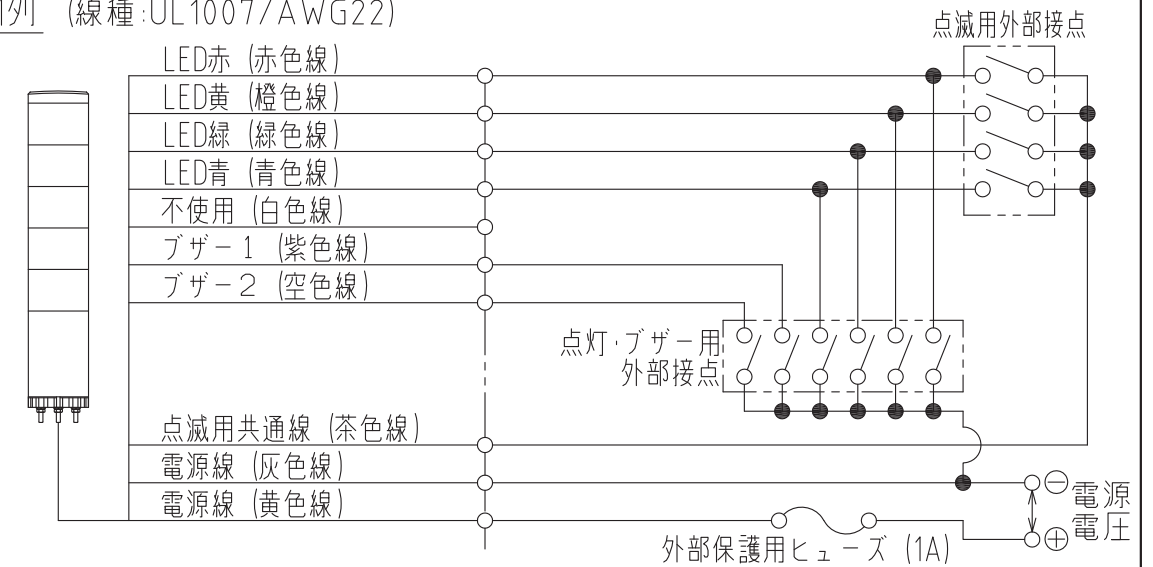 (線種:UL1007/AWG22)
点滅用外部接点
LED赤 (赤色線)
LED黄 (橙色線)
LED緑 (緑色線)
LED青 (青色線)
不使用 (白色線)
ブザー1 (紫色線)
ブザー2 (空色線)
点灯・ブザー用
外部接点
点滅用共通線 (茶色線)
電源線 (灰色線)
電源線 (黄色線)
⊖ 電源
⊕ 電圧
外部保護用ヒューズ (1A)